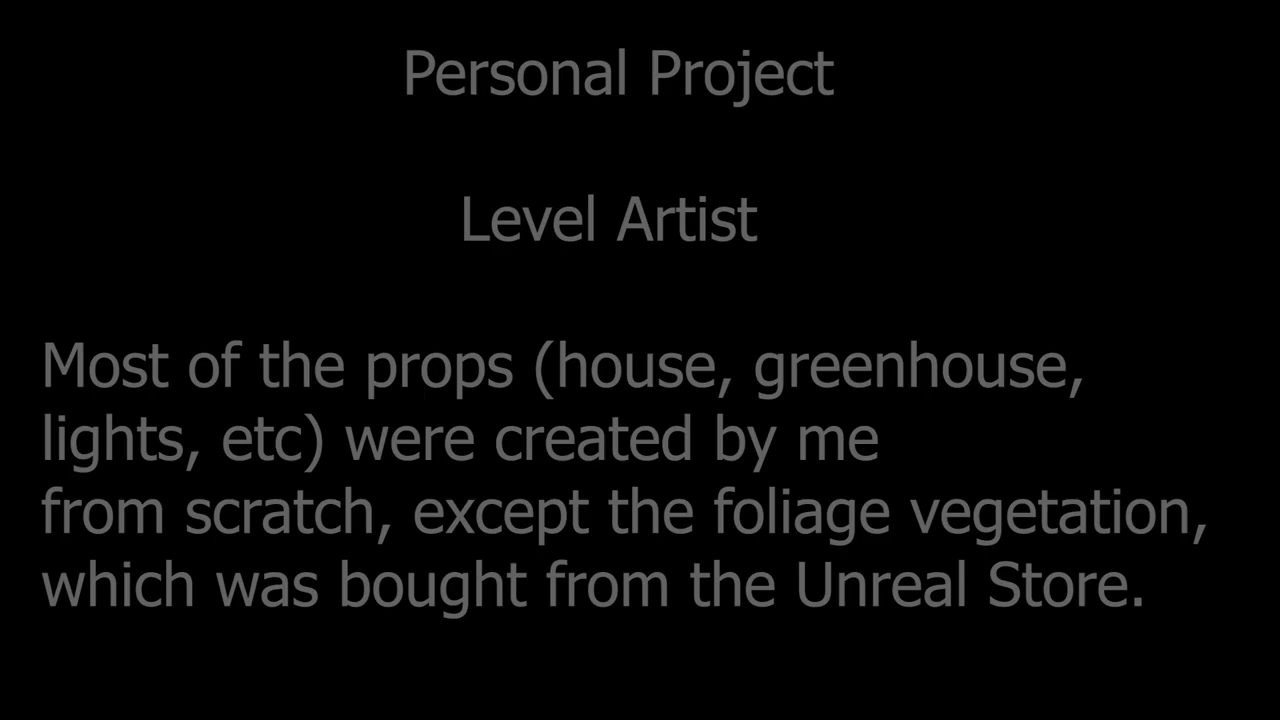 Personal Project
Level Artist
Most of the props (house, greenhouse,
lights, etc) were created by me
from scratch, except the foliage vegetation,
which was bought from the Unreal Store.